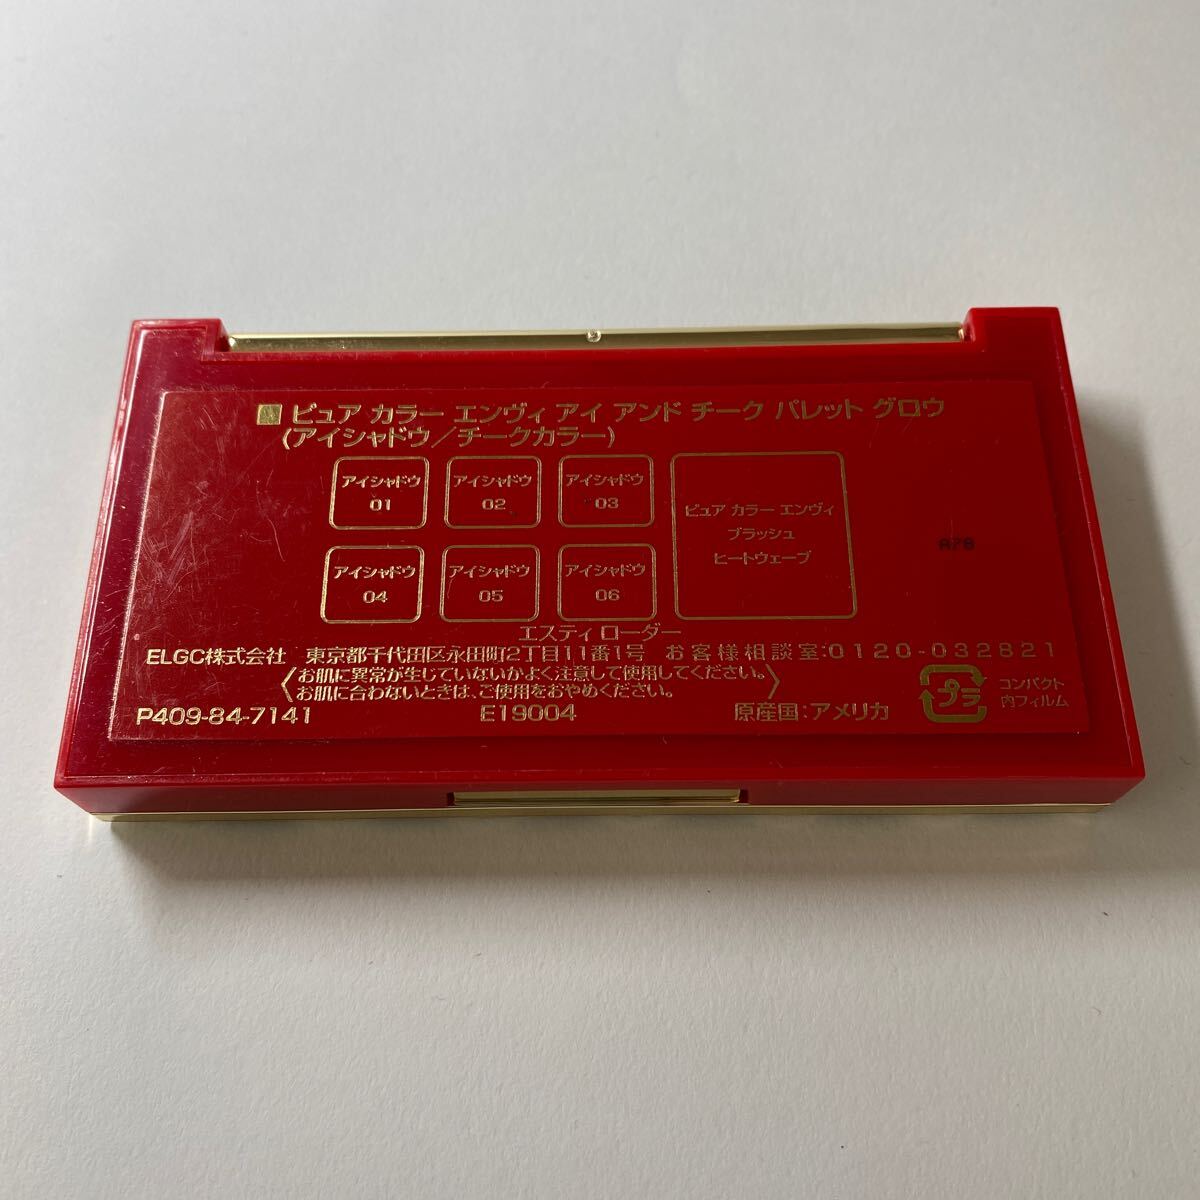 ピュア カラー エンヴィ アイ アンド チーク パレット グロウ
(アイシャドウ/チークカラー)
アイシャドウ
01
アイシャドウ
02
アイシャドウ
03
アイシャドウ
04
アイシャドウ
05
アイシャドウ
06
ピュア カラー エンヴィ
ブラッシュ
ヒートウェーブ
A78
エスティ ローダー
ELGC株式会社 東京都千代田区永田町2丁目11番1号 お客様相談室:0120-032821
〈お肌に異常が生じていないかよく注意して使用してください。
お肌に合わないときは、ご使用をおやめください。〉
P409-84-7141 E19004 原産国:アメリカ
プラ
コンパクト
内フィルム